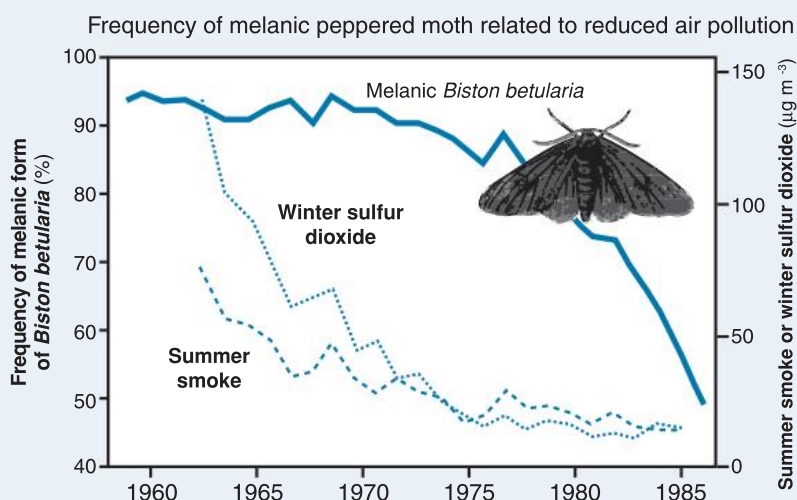 Frequency of melanic peppered moth related to reduced air pollution
100
90
80
70
60
50
40
Frequency of melanic form
of Biston betularia (%)
Melanic Biston betularia
Winter sulfur
dioxide
Summer
smoke
150
100
50
0
Summer smoke or winter sulfur dioxide (μg m -3)
1960
1965
1970
1975
1980
1985